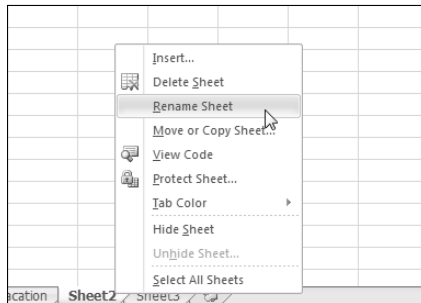 Insert...
Delete Sheet
Rename Sheet
Move or Copy Sheet...
View Code
Protect Sheet...
Tab Color
Hide Sheet
Unhide Sheet...
Select All Sheets
acation Sheet2 Sheet3